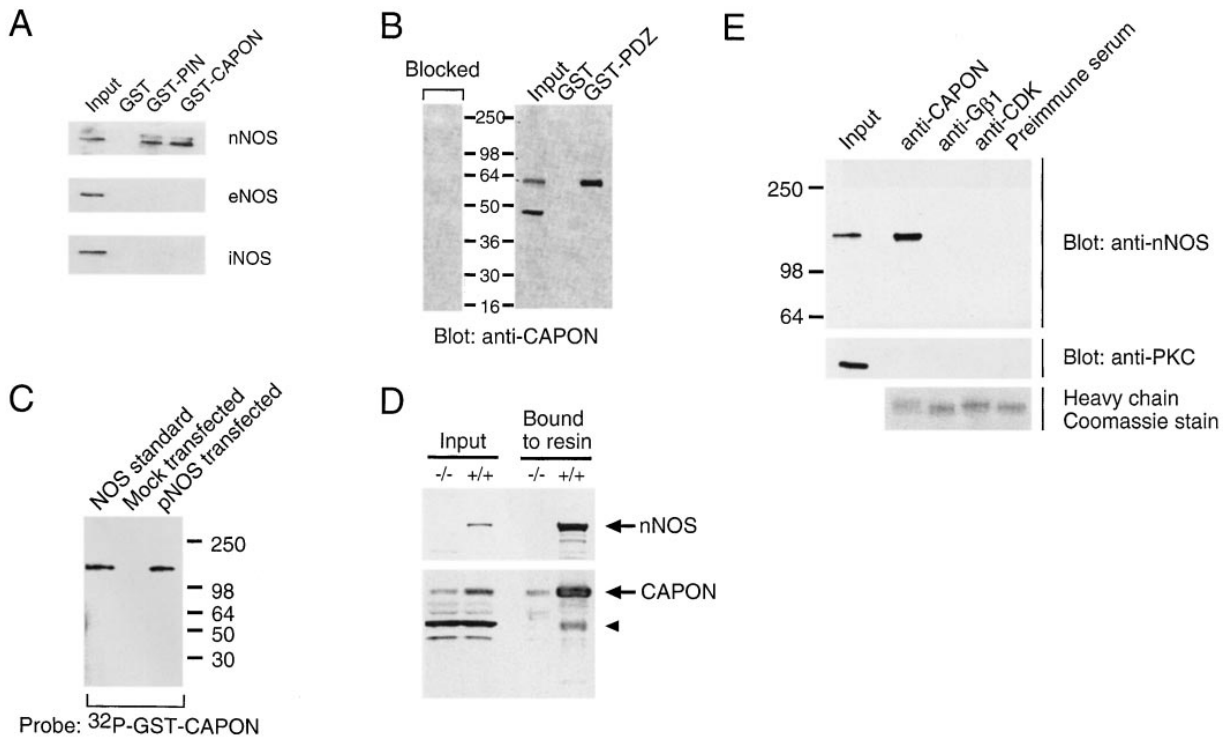 A
Input
GST
GST-PIN
GST-CAPON
nNOS
eNOS
iNOS
B
Blocked
Input
GST
GST-PDZ
250
98
64
50
36
30
16
Blot: anti-CAPON
C
NOS standard
Mock transfected
pNOS transfected
250
98
64
50
30
Probe: ³²P-GST-CAPON
D
Input
Bound
to resin
-/- +/+ -/- +/+
nNOS
CAPON
E
Input
anti-CAPON
anti-Gβ1
anti-CDK
Preimmune serum
250
98
64
Blot: anti-nNOS
Blot: anti-PKC
Heavy chain
Coomassie stain